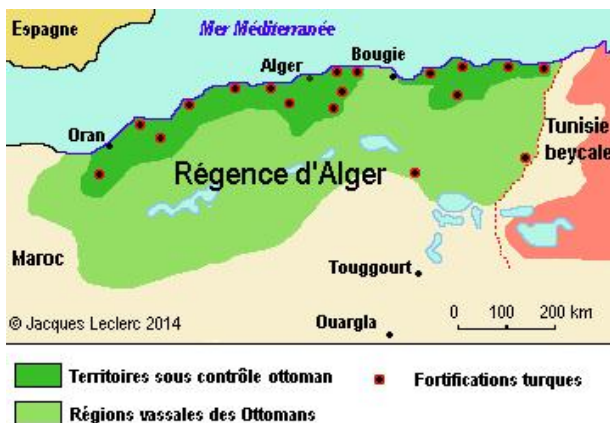 Espagne
Mer Méditerranée
Alger
Bougie
Oran
Tunisie
beycale
Régence d'Alger
Maroc
Touggourt
© Jacques Leclerc 2014
Ouargla
0 100 200 km
Territoires sous contrôle ottoman
Fortifications turques
Régions vassales des Ottomans